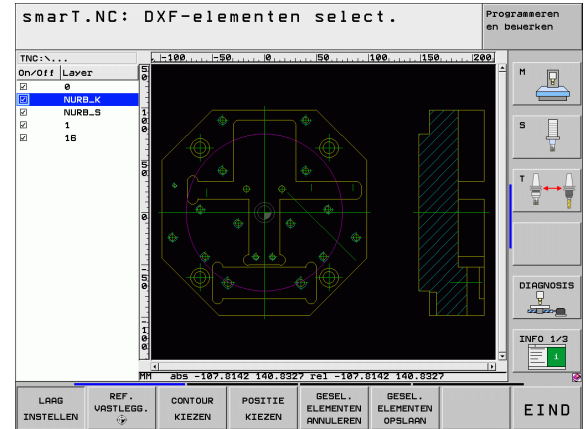 smarT.NC: DXF-elementen select.
Programmeren
en bewerken
TNC:\...
On/Off Layer
0
NURB_K
NURB_S
1
16
-100 -50 0 50 100 150 200
50
100
50
0
-50
-100
MM abs -107.8142 140.8327 rel -107.8142 140.8327
M
S
T
DIAGNOSIS
INFO 1/3
LAAG
INSTELLEN
REF.
VASTLEGG.
CONTOUR
KIEZEN
POSITIE
KIEZEN
GESEL.
ELEMENTEN
ANNULEREN
GESEL.
ELEMENTEN
OPSLAAN
EIND